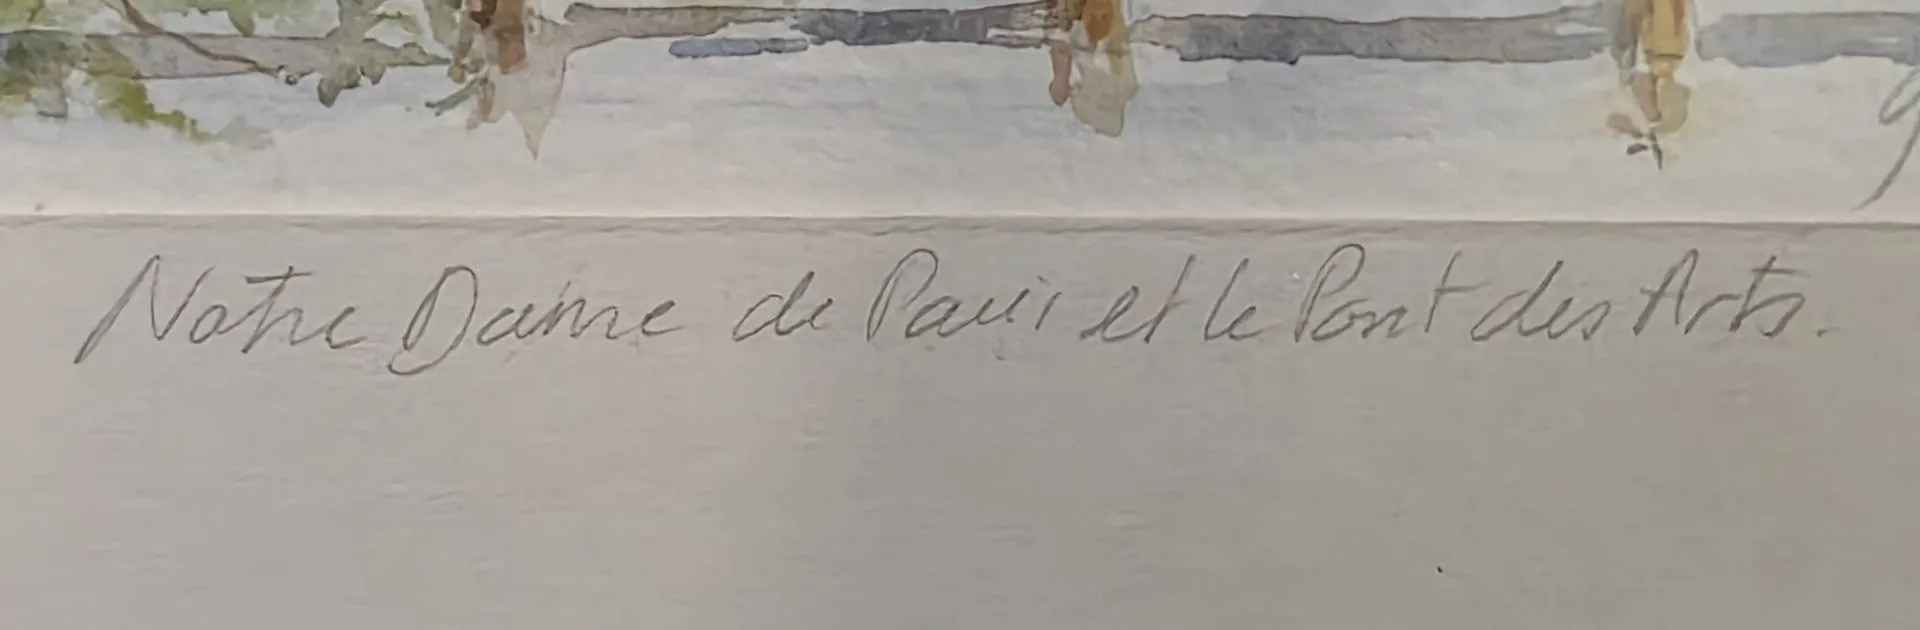 Notre Dame de Paris et le Pont des Arts.